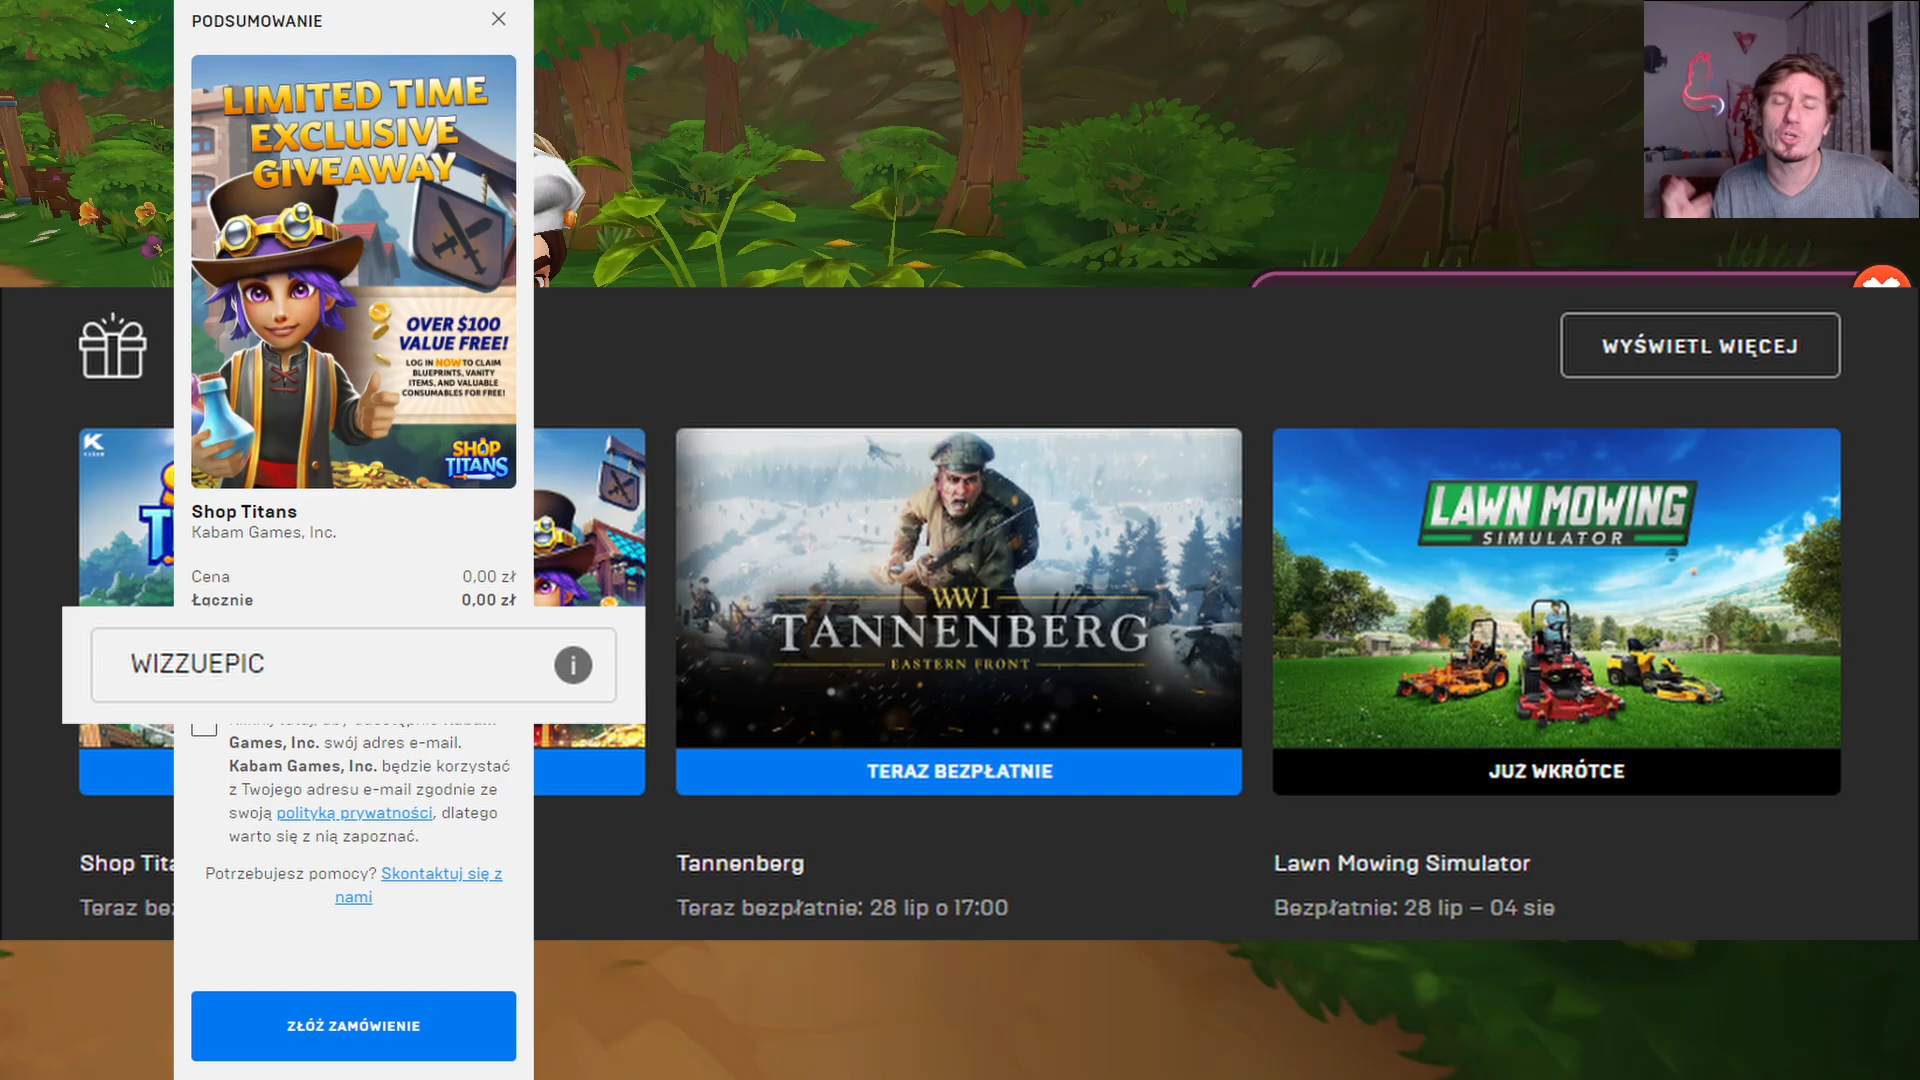 PODSUMOWANIE
LIMITED TIME
EXCLUSIVE
GIVEAWAY
OVER $100
VALUE FREE!
LOG IN NOW TO CLAIM
BLUEPRINTS, VANITY
ITEMS, AND VALUABLE
CONSUMABLES FOR FREE!
SHOP
TITANS
Shop Titans
Kabam Games, Inc.
Cena 0,00 zł
Łącznie 0,00 zł
WIZZUEPIC
Games, Inc. swój adres e-mail.
Kabam Games, Inc. będzie korzystać
z Twojego adresu e-mail zgodnie ze
swoją polityką prywatności, dlatego
warto się z nią zapoznać.
Potrzebujesz pomocy? Skontaktuj się z
nami
ZŁÓŻ ZAMÓWIENIE
WYŚWIETL WIĘCEJ
WWI
TANNENBERG
EASTERN FRONT
TERAZ BEZPŁATNIE
LAWN MOWING
SIMULATOR
JUŻ WKRÓTCE
Shop Tita
Teraz bez
Tannenberg
Teraz bezpłatnie: 28 lip o 17:00
Lawn Mowing Simulator
Bezpłatnie: 28 lip – 04 sie